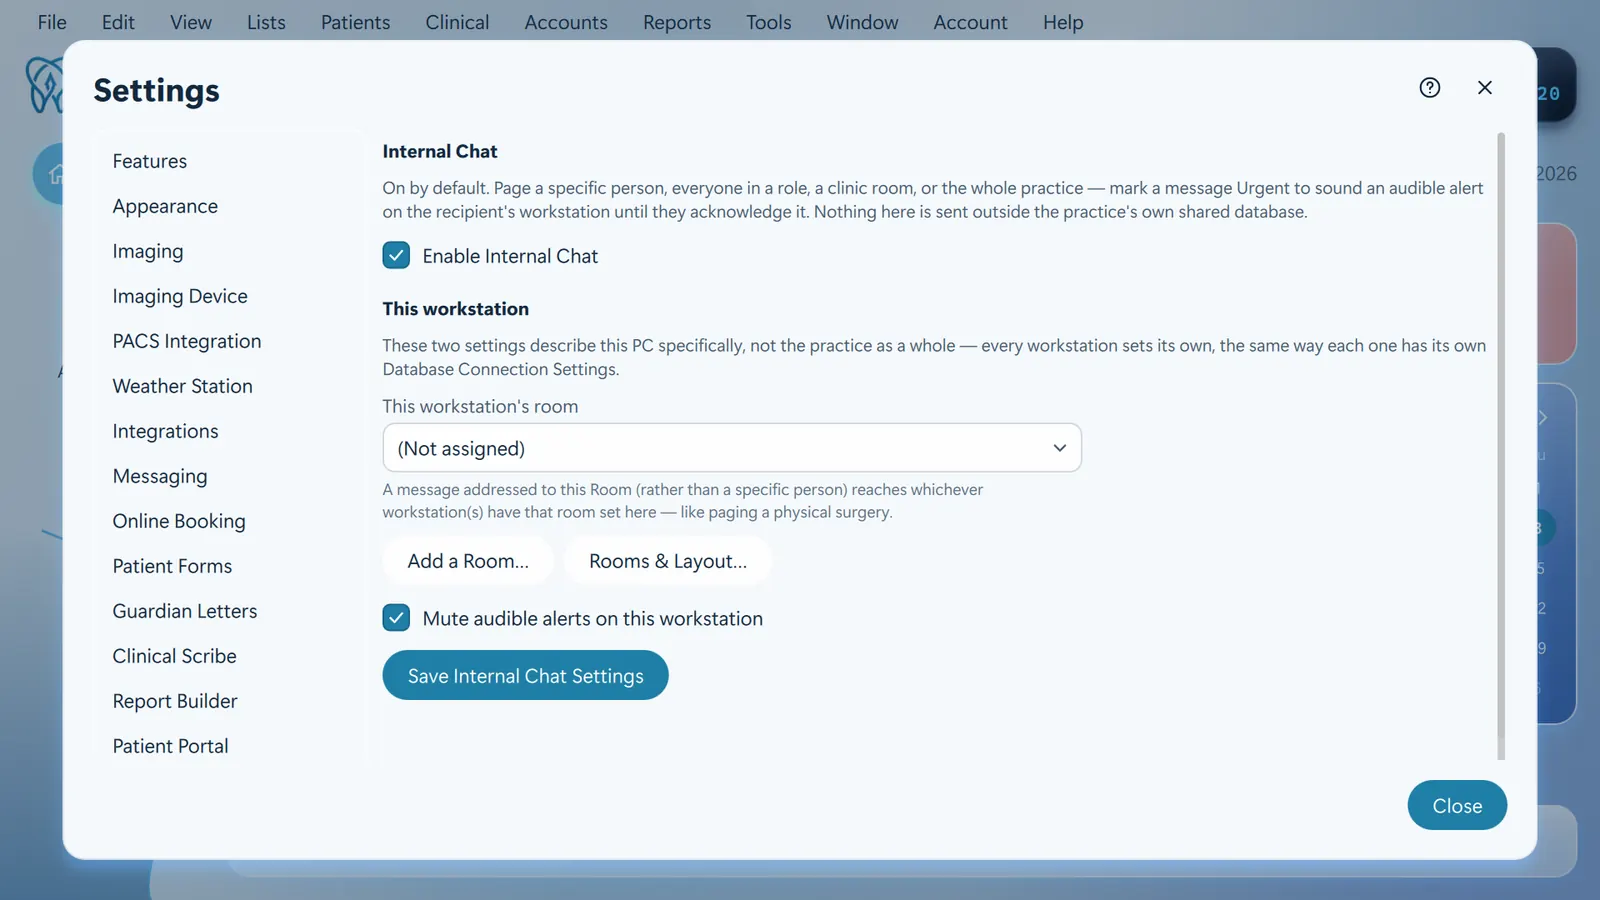 File Edit View Lists Patients Clinical Accounts Reports Tools Window Account Help
Settings
20
2026
Features
Appearance
Imaging
Imaging Device
PACS Integration
Weather Station
Integrations
Messaging
Online Booking
Patient Forms
Guardian Letters
Clinical Scribe
Report Builder
Patient Portal
Internal Chat
On by default. Page a specific person, everyone in a role, a clinic room, or the whole practice — mark a message Urgent to sound an audible alert
on the recipient's workstation until they acknowledge it. Nothing here is sent outside the practice's own shared database.
Enable Internal Chat
This workstation
These two settings describe this PC specifically, not the practice as a whole — every workstation sets its own, the same way each one has its own
Database Connection Settings.
This workstation's room
(Not assigned)
A message addressed to this Room (rather than a specific person) reaches whichever
workstation(s) have that room set here — like paging a physical surgery.
Add a Room... Rooms & Layout...
Mute audible alerts on this workstation
Save Internal Chat Settings
Close